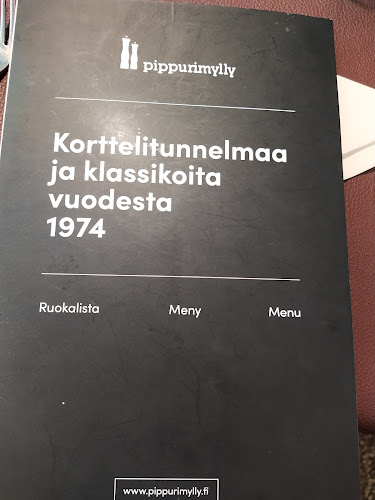 pippurimylly
Korttelitunnelmaa
ja klassikoita
vuodesta
1974
Ruokalista Meny Menu
www.pippurimylly.fi